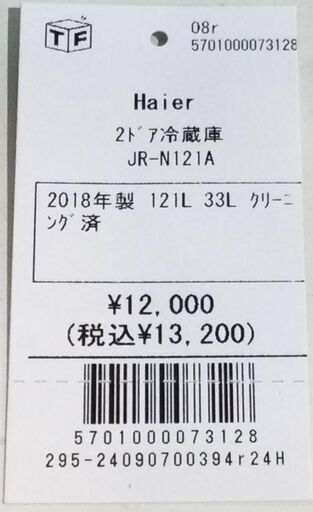 TF
08r
5701000073128
Haier
2ﾄﾞｱ冷蔵庫
JR-N121A
2018年製 121L 33L ｸﾘｰﾆ
ﾝｸﾞ済
¥12,000
(税込¥13,200)
5701000073128
295-24090700394r24H